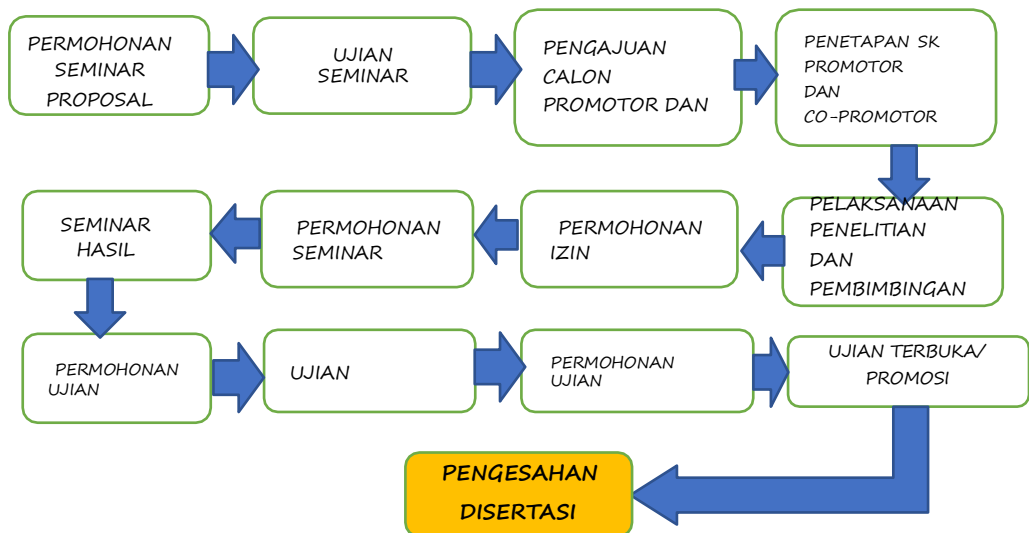 PERMOHONAN
SEMINAR
PROPOSAL
UJIAN
SEMINAR
PENGAJUAN
CALON
PROMOTOR DAN
PENETAPAN SK
PROMOTOR
DAN
CO-PROMOTOR
PELAKSANAAN
PENELITIAN
DAN
PEMBIMBINGAN
PERMOHONAN
IZIN
PERMOHONAN
SEMINAR
SEMINAR
HASIL
PERMOHONAN
UJIAN
UJIAN
PERMOHONAN
UJIAN
UJIAN TERBUKA/
PROMOSI
PENGESAHAN
DISERTASI